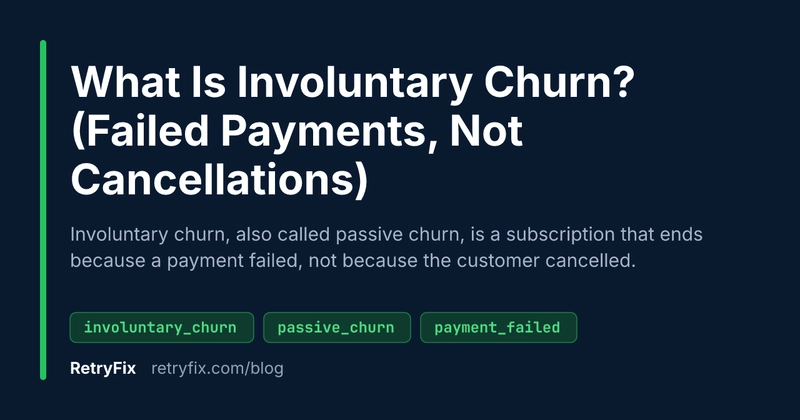 What Is Involuntary Churn?
(Failed Payments, Not
Cancellations)
Involuntary churn, also called passive churn, is a subscription that ends
because a payment failed, not because the customer cancelled.
involuntary_churn passive_churn payment_failed
RetryFix retryfix.com/blog